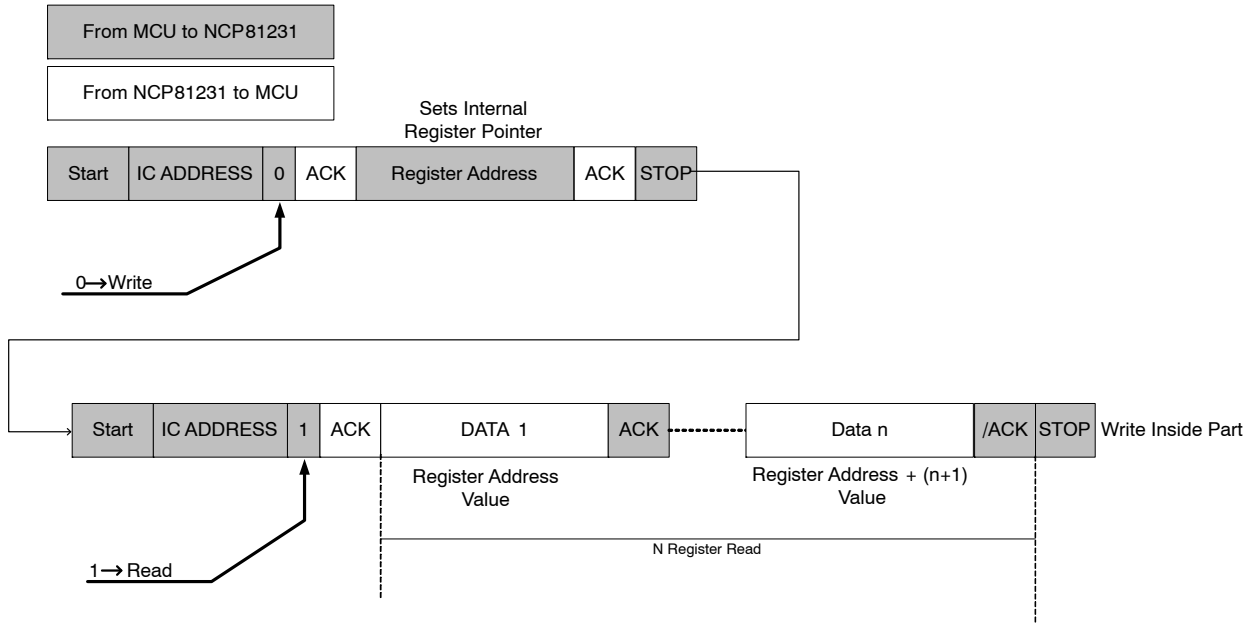 From MCU to NCP81231
From NCP81231 to MCU
Sets Internal
Register Pointer
Start IC ADDRESS 0 ACK Register Address ACK STOP
0→Write
Start IC ADDRESS 1 ACK DATA 1 ACK Data n /ACK STOP Write Inside Part
Register Address
Value
Register Address + (n+1)
Value
N Register Read
1→ Read